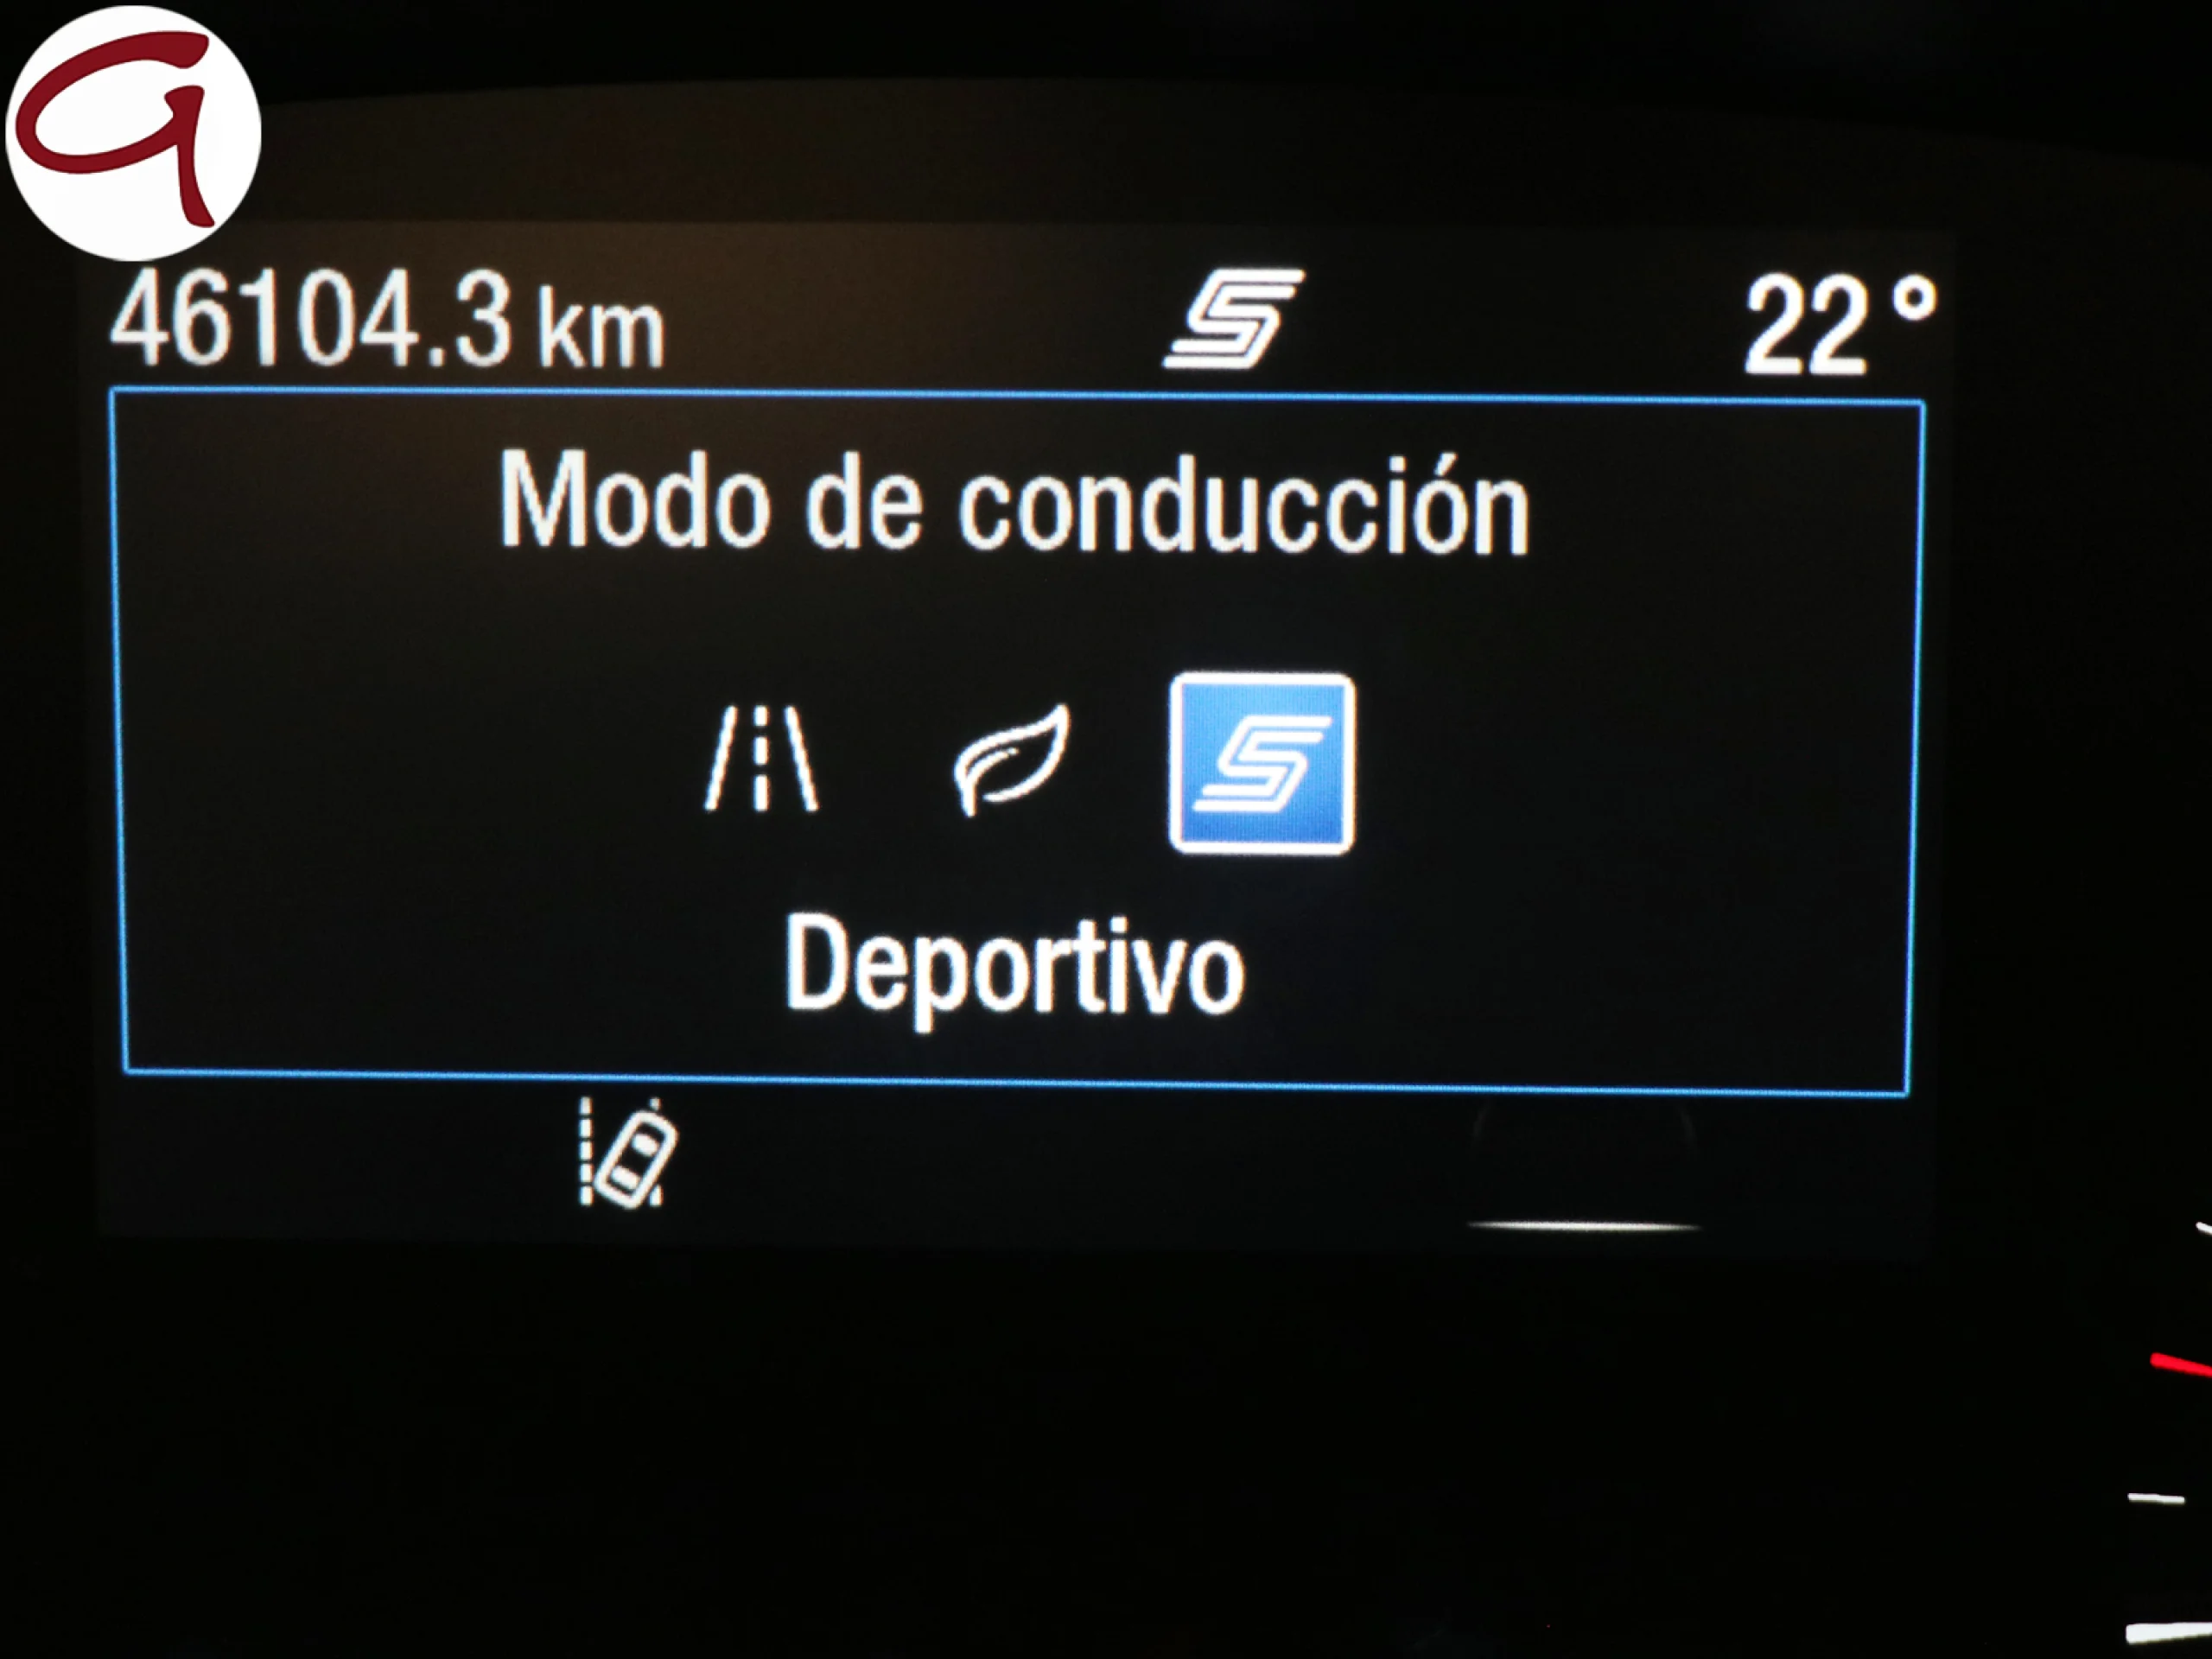 46104.3 km 22°
Modo de conducción
Deportivo